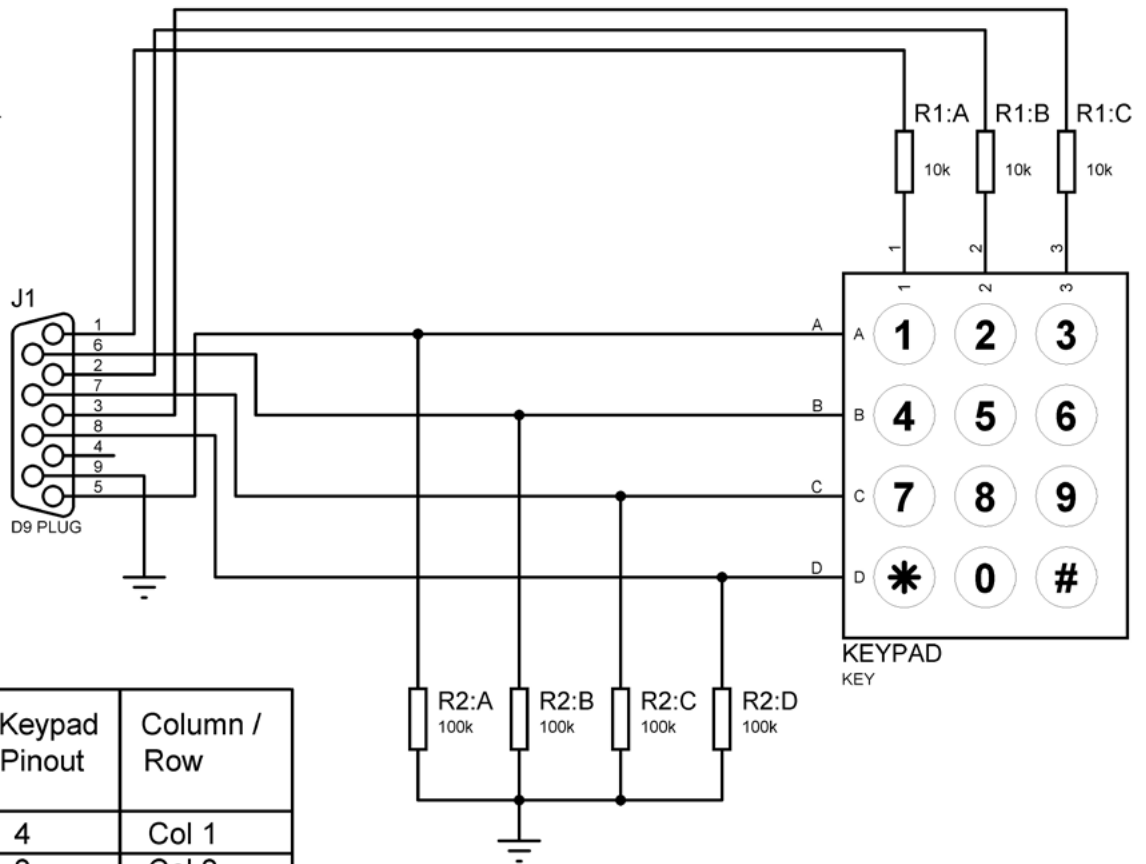 R1:A
R1:B
R1:C
10k
10k
10k
1
2
3
1
2
3
J1
1
6
2
7
3
8
4
9
5
D9 PLUG
A
A
1 2 3
B
B
4 5 6
C
C
7 8 9
D
D
* 0 #
KEYPAD
KEY
R2:A
100k
R2:B
100k
R2:C
100k
R2:D
100k
Keypad
Pinout
Column /
Row
4
Col 1